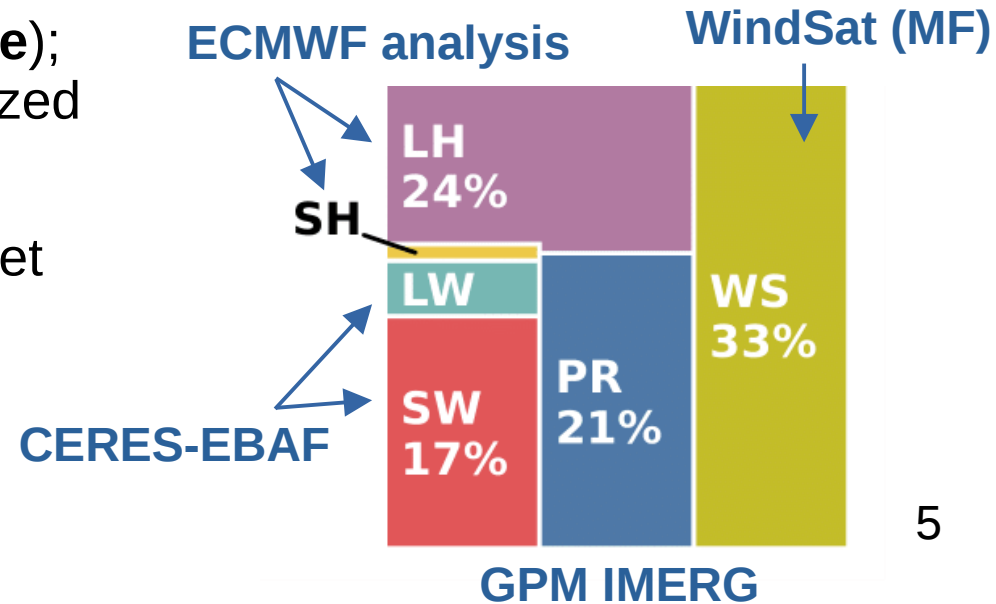 e);
zed
et
ECMWF analysis
WindSat (MF)
LH
24%
SH
LW
SW
17%
PR
21%
WS
33%
CERES-EBAF
GPM IMERG
5